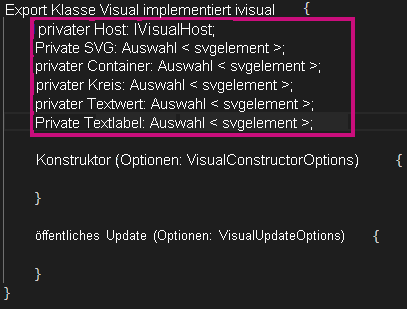 Export Klasse Visual implementiert ivisual {
privater Host: IVisualHost;
Private SVG: Auswahl < svgelement >;
privater Container: Auswahl < svgelement >;
privater Kreis: Auswahl < svgelement >;
privater Textwert: Auswahl < svgelement >;
Private Textlabel: Auswahl < svgelement >;
Konstruktor (Optionen: VisualConstructorOptions) {
}
öffentliches Update (Optionen: VisualUpdateOptions) {
}
}